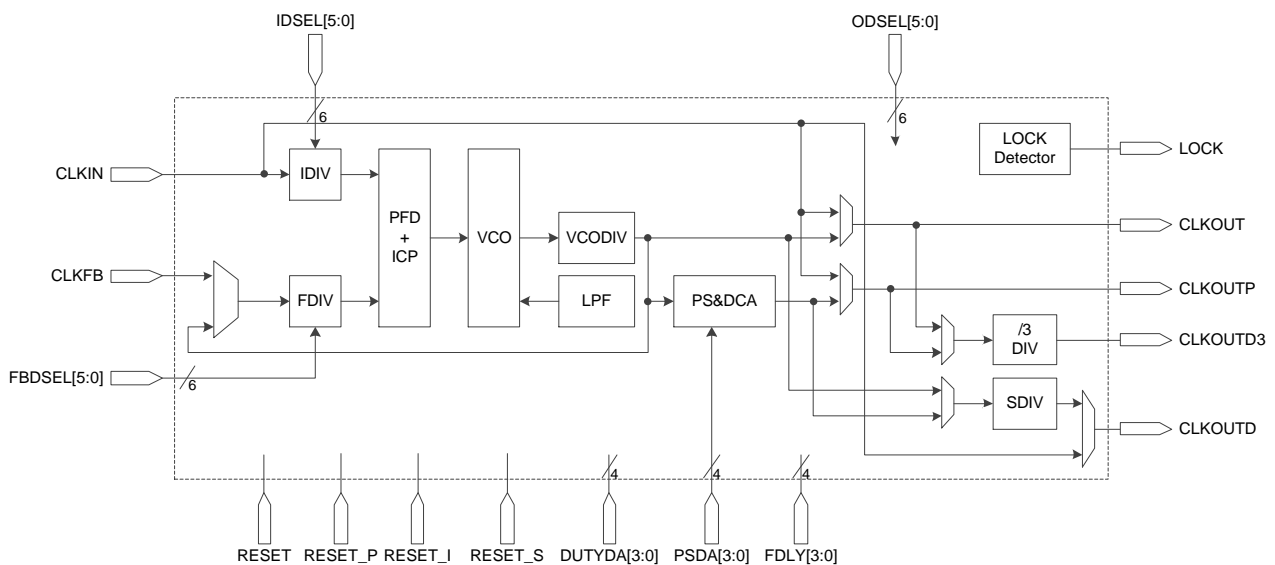 IDSEL[5:0]
ODSEL[5:0]
6
6
LOCK
Detector
LOCK
CLKIN
IDIV
PFD
+
ICP
VCO
VCODIV
CLKOUT
CLKFB
FDIV
LPF
PS&DCA
CLKOUTP
/3
DIV
CLKOUTD3
FBDSEL[5:0]
6
SDIV
CLKOUTD
4
4
4
RESET
RESET_P
RESET_I
RESET_S
DUTYDA[3:0]
PSDA[3:0]
FDLY[3:0]